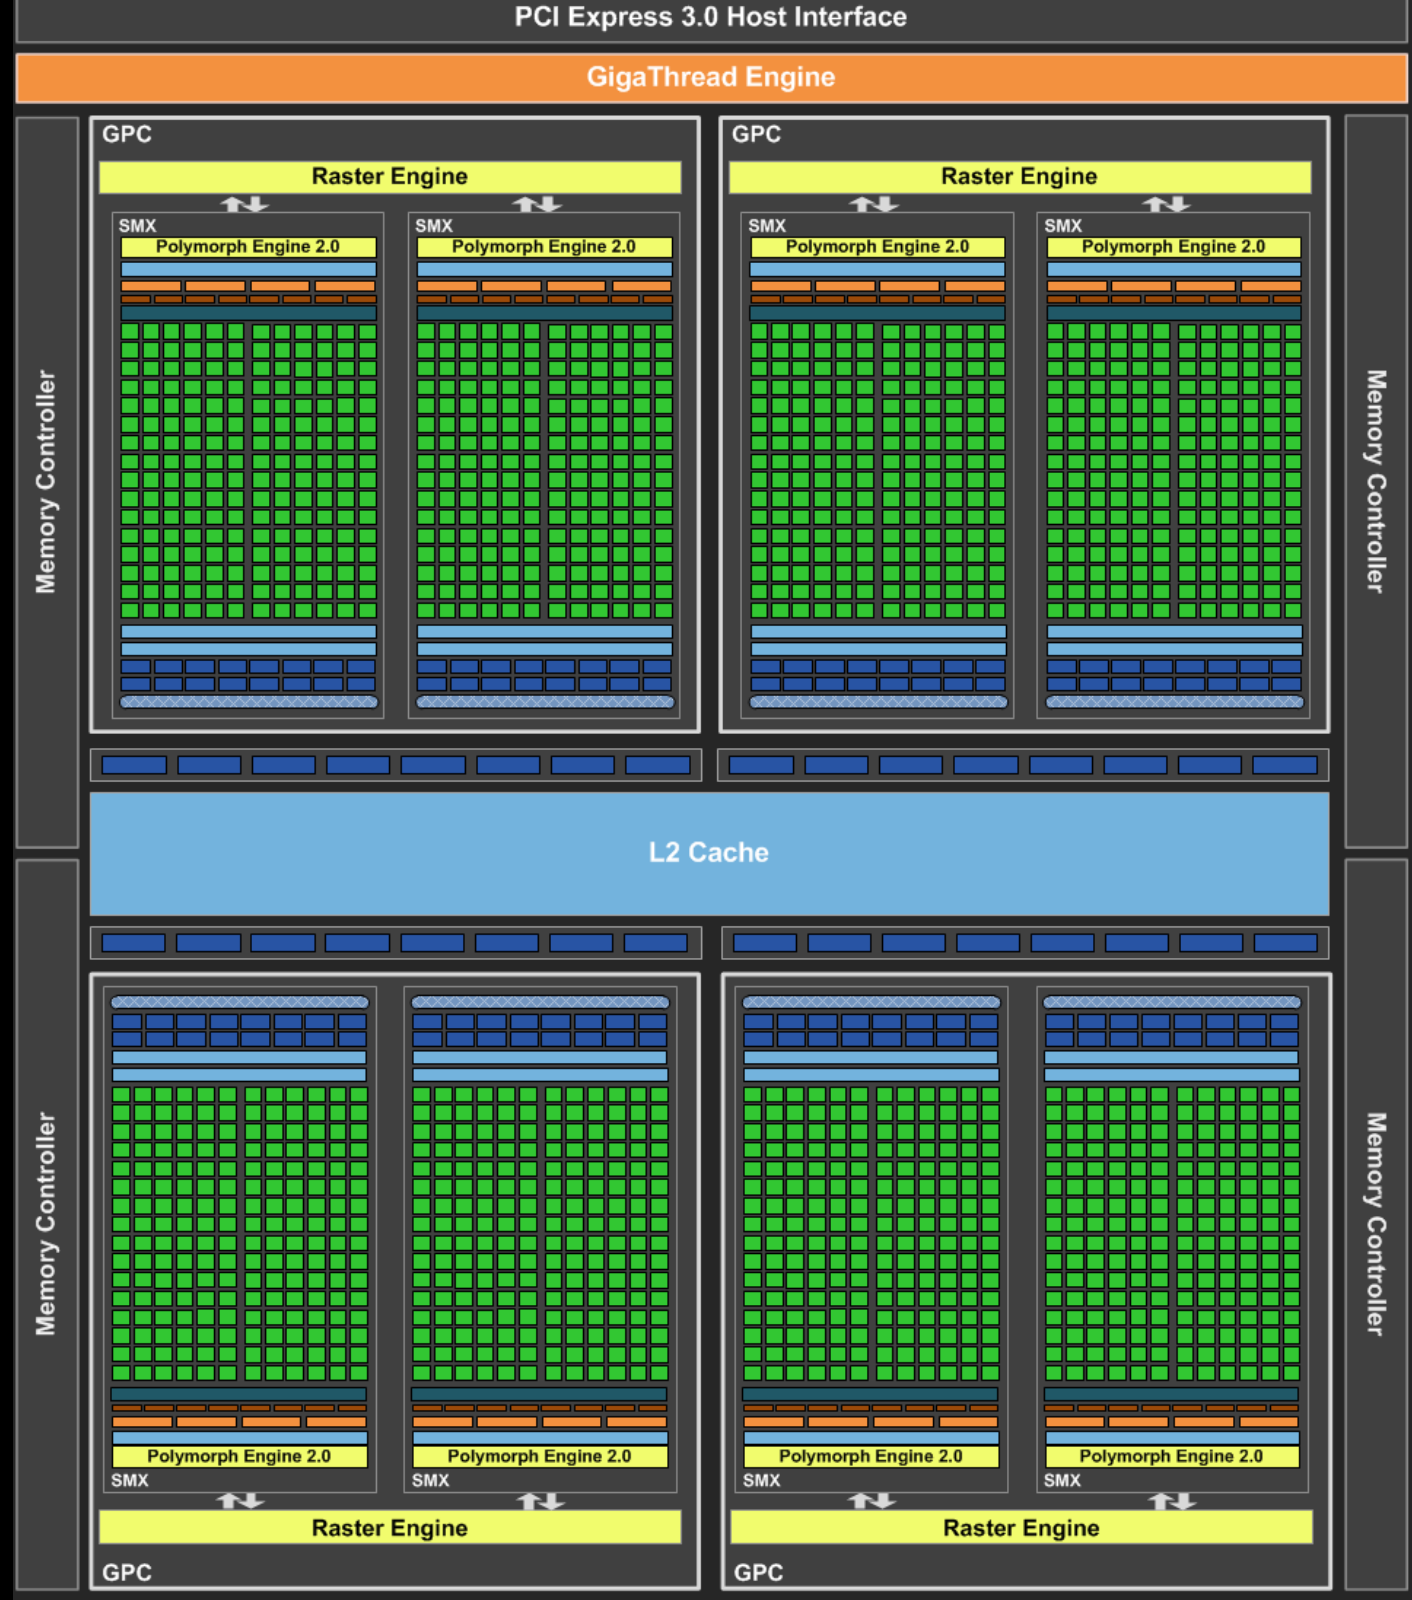 PCI Express 3.0 Host Interface
GigaThread Engine
Memory Controller
GPC
Raster Engine
SMX
Polymorph Engine 2.0
SMX
Polymorph Engine 2.0
GPC
Raster Engine
SMX
Polymorph Engine 2.0
SMX
Polymorph Engine 2.0
Memory Controller
L2 Cache
Memory Controller
Polymorph Engine 2.0
SMX
Polymorph Engine 2.0
SMX
Raster Engine
GPC
Polymorph Engine 2.0
SMX
Polymorph Engine 2.0
SMX
Raster Engine
GPC
Memory Controller